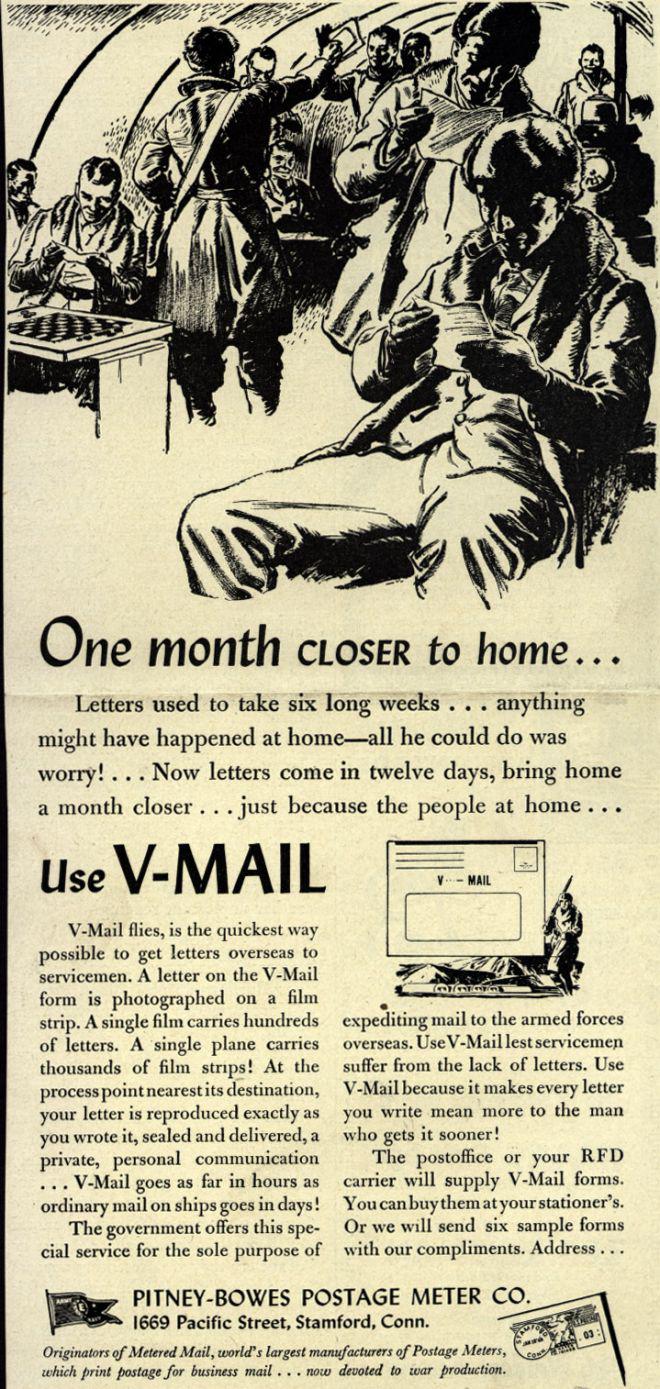 One month CLOSER to home...
Letters used to take six long weeks . . . anything
might have happened at home—all he could do was
worry! . . . Now letters come in twelve days, bring home
a month closer . . . just because the people at home . . .
Use V-MAIL
V-Mail flies, is the quickest way
possible to get letters overseas to
servicemen. A letter on the V-Mail
form is photographed on a film
strip. A single film carries hundreds
of letters. A single plane carries
thousands of film strips! At the
process point nearest its destination,
your letter is reproduced exactly as
you wrote it, sealed and delivered, a
private, personal communication
. . . V-Mail goes as far in hours as
ordinary mail on ships goes in days!
The government offers this spe-
cial service for the sole purpose of
V···– MAIL
expediting mail to the armed forces
overseas. Use V-Mail lest servicemen
suffer from the lack of letters. Use
V-Mail because it makes every letter
you write mean more to the man
who gets it sooner!
The postoffice or your RFD
carrier will supply V-Mail forms.
You can buy them at your stationer's.
Or we will send six sample forms
with our compliments. Address . . .
ARMY
PITNEY-BOWES POSTAGE METER CO.
1669 Pacific Street, Stamford, Conn.
Originators of Metered Mail, world's largest manufacturers of Postage Meters,
which print postage for business mail . . . now devoted to war production.
STAMFORD
CONN.
.03